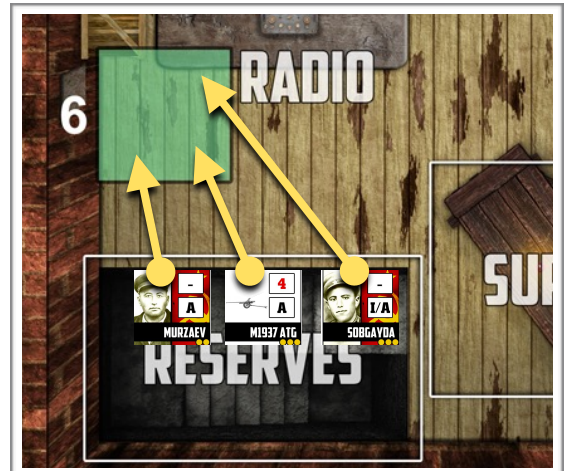 RADIO
6
SUP
-
A
MURZAEV
4
A
M1937 ATG
-
I/A
SOBGAYDA
RESERVES